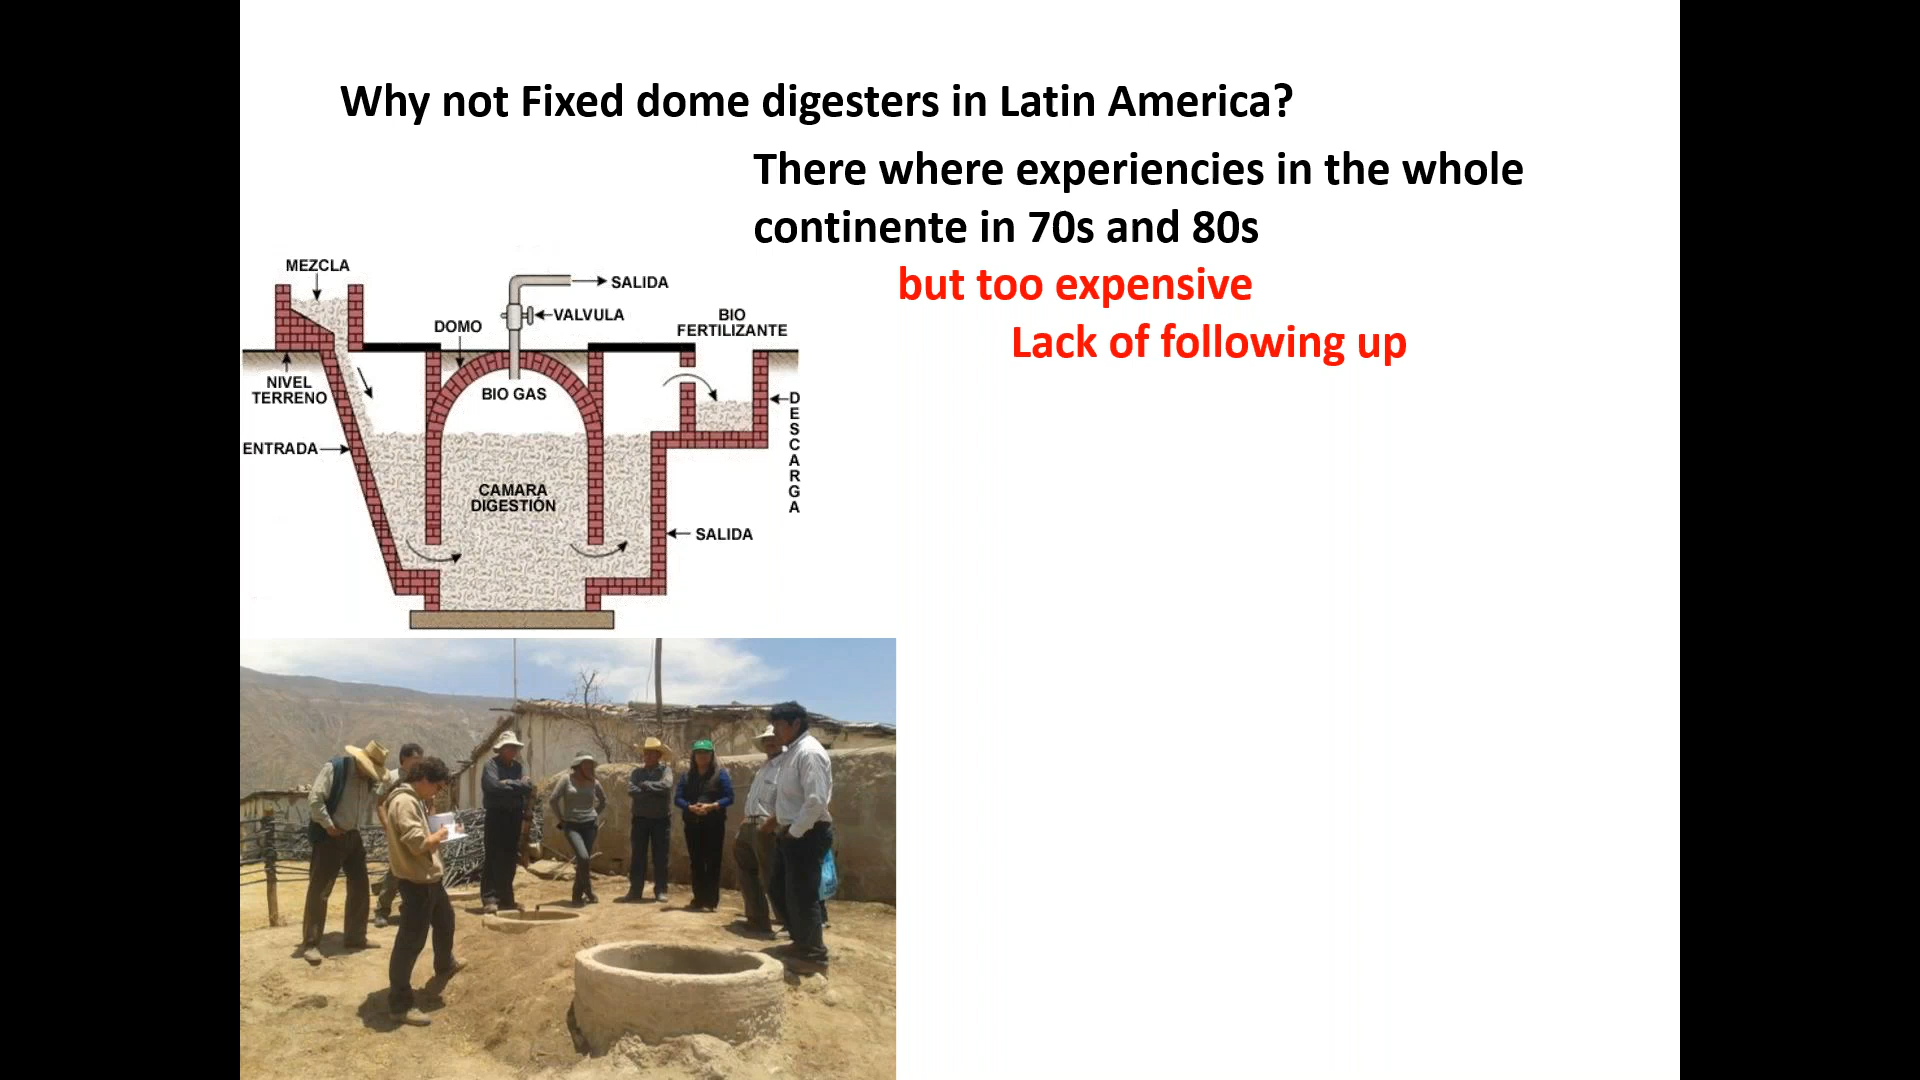 Why not Fixed dome digesters in Latin America?
There where experiencies in the whole
continente in 70s and 80s
but too expensive
Lack of following up
MEZCLA
SALIDA
VALVULA
DOMO
BIO
FERTILIZANTE
NIVEL
TERRENO
BIO GAS
DESCARGA
ENTRADA
CAMARA
DIGESTIÓN
SALIDA